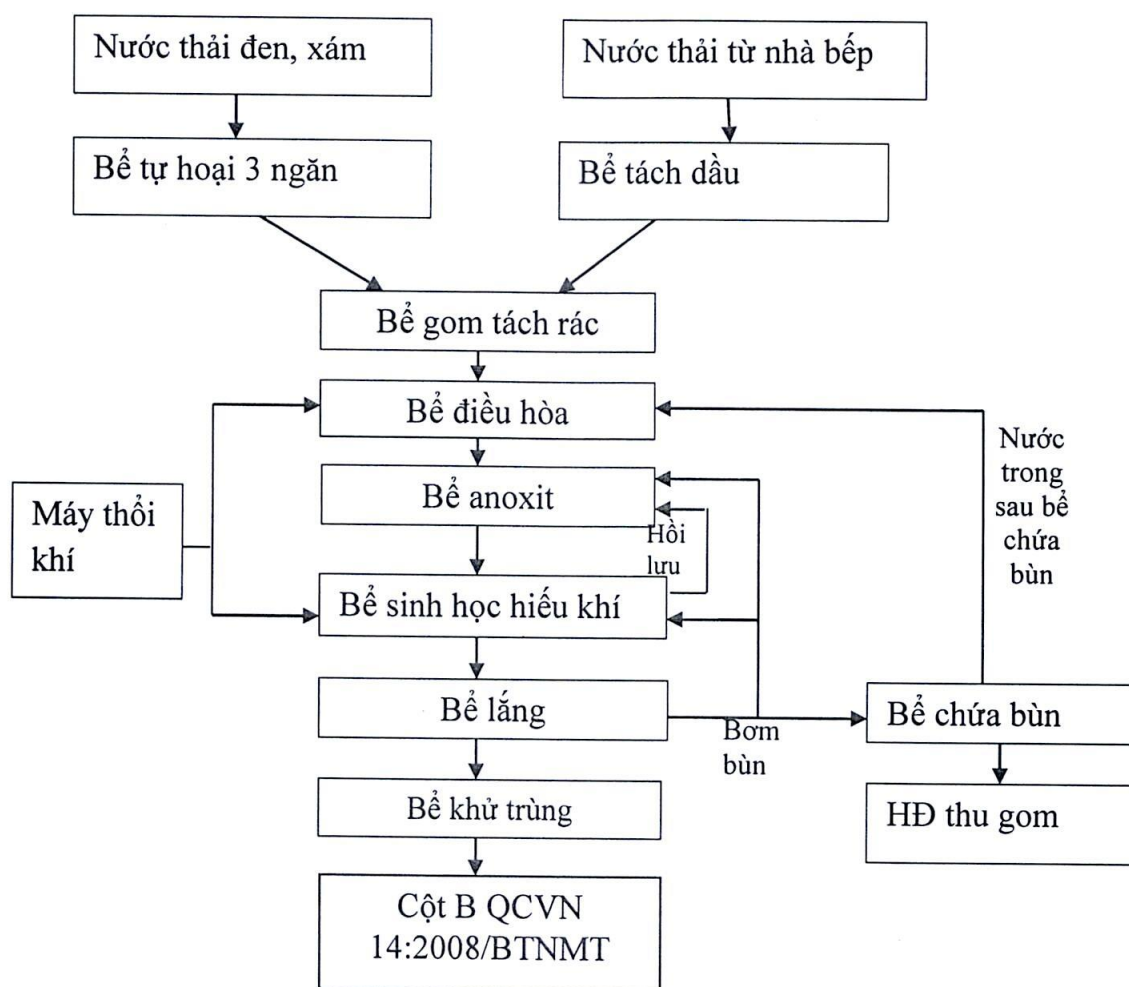 Nước thải đen, xám
Nước thải từ nhà bếp
Bể tự hoại 3 ngăn
Bể tách dầu
Bể gom tách rác
Bể điều hòa
Nước
trong
sau bể
chứa
bùn
Bể anoxit
Máy thổi
khí
Hồi
lưu
Bể sinh học hiếu khí
Bể lắng
Bể chứa bùn
Bơm
bùn
Bể khử trùng
HĐ thu gom
Cột B QCVN
14:2008/BTNMT